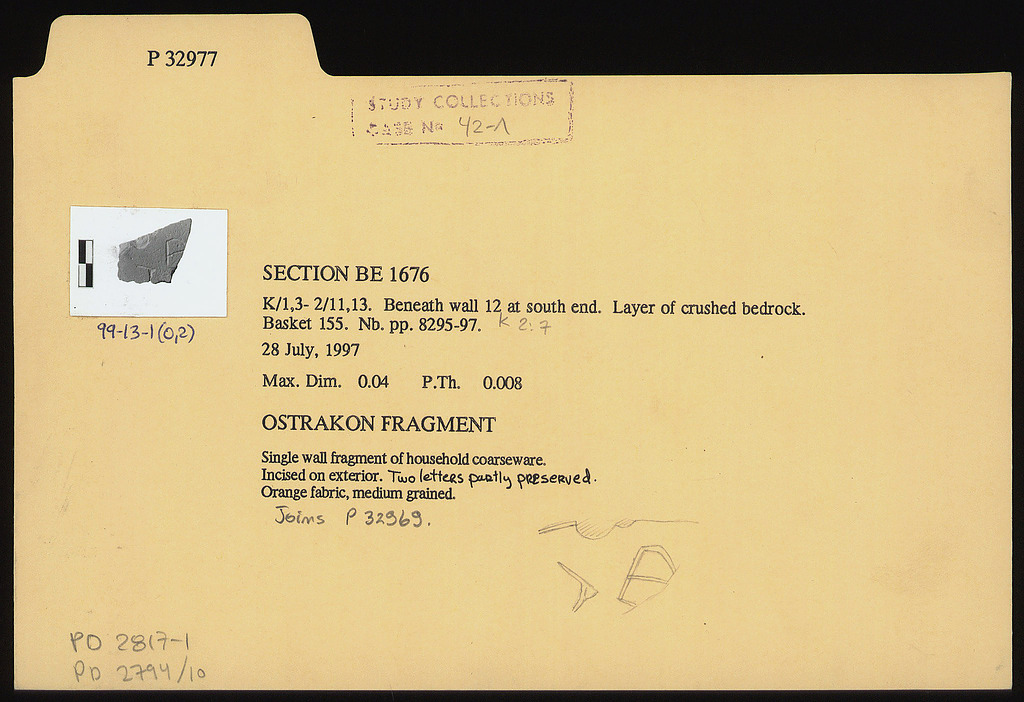 P 32977
STUDY COLLECTIONS
CASE No 42-1
99-13-1 (0,2)
SECTION BE 1676
K/1,3- 2/11,13. Beneath wall 12 at south end. Layer of crushed bedrock.
Basket 155. Nb. pp. 8295-97. K 2:7
28 July, 1997
Max. Dim. 0.04 P.Th. 0.008
OSTRAKON FRAGMENT
Single wall fragment of household coarseware.
Incised on exterior. Two letters partly preserved.
Orange fabric, medium grained.
Joins P 32969.
PD 2817-1
PD 2794/10